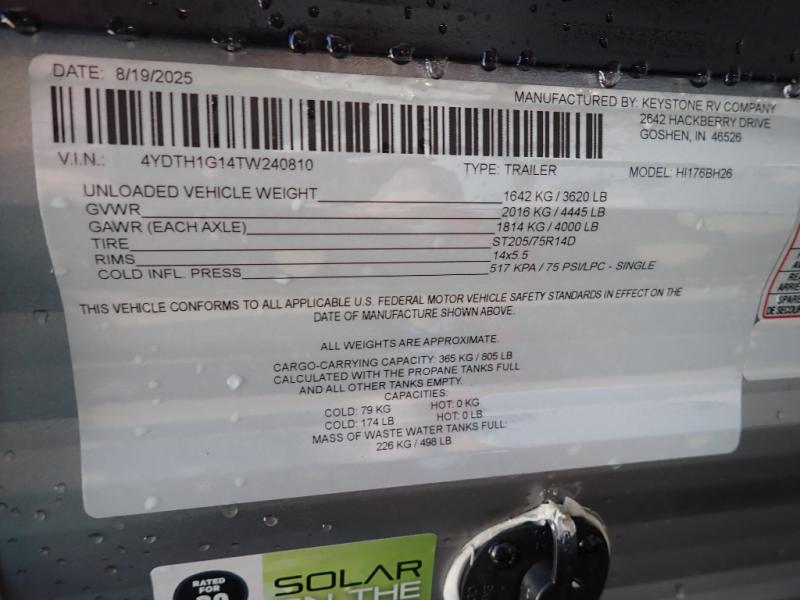 DATE: 8/19/2025
MANUFACTURED BY: KEYSTONE RV COMPANY
2642 HACKBERRY DRIVE
GOSHEN, IN 46526
V.I.N.: 4YDTH1G14TW240810 TYPE: TRAILER MODEL: HI176BH26
UNLOADED VEHICLE WEIGHT 1642 KG / 3620 LB
GVWR 2016 KG / 4445 LB
GAWR (EACH AXLE) 1814 KG / 4000 LB
TIRE ST205/75R14D
RIMS 14x5.5
COLD INFL. PRESS 517 KPA / 75 PSI/LPC - SINGLE
THIS VEHICLE CONFORMS TO ALL APPLICABLE U.S. FEDERAL MOTOR VEHICLE SAFETY STANDARDS IN EFFECT ON THE
DATE OF MANUFACTURE SHOWN ABOVE.
ALL WEIGHTS ARE APPROXIMATE.
CARGO-CARRYING CAPACITY: 365 KG / 805 LB
CALCULATED WITH THE PROPANE TANKS FULL
AND ALL OTHER TANKS EMPTY.
CAPACITIES:
COLD: 79 KG HOT: 0 KG
COLD: 174 LB HOT: 0 LB
MASS OF WASTE WATER TANKS FULL:
226 KG / 498 LB
SPARE
RATED
FOR
SOLAR
ON THE